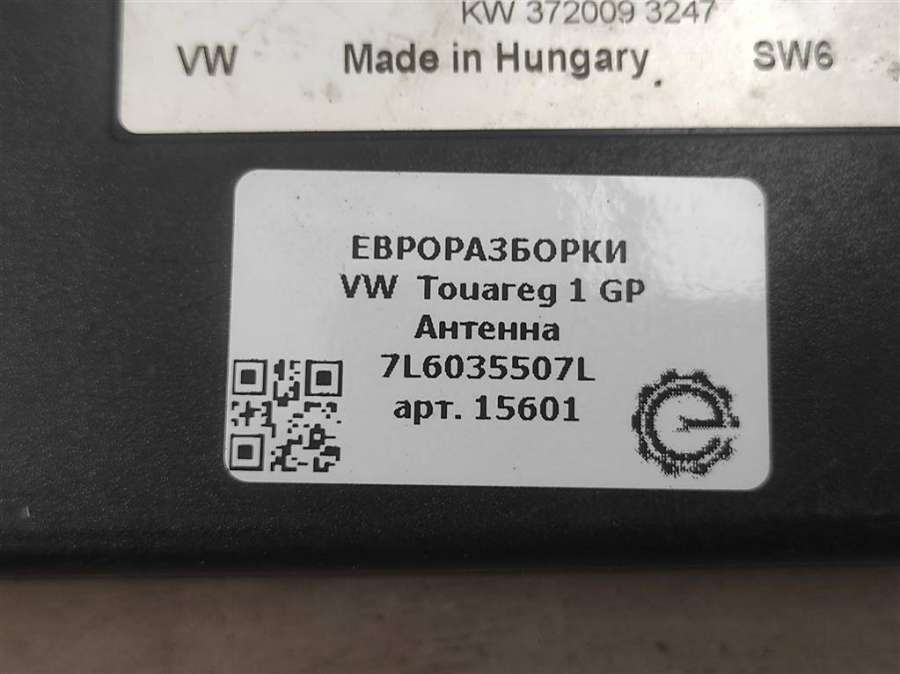 KW 372009 3247
VW Made in Hungary SW6
ЕВРОРАЗБОРКИ
VW Touareg 1 GP
Антенна
7L6035507L
арт. 15601